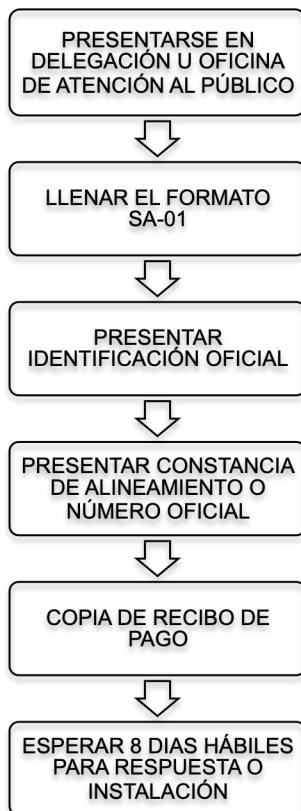 PRESENTARSE EN
DELEGACIÓN U OFICINA
DE ATENCIÓN AL PÚBLICO
LLENAR EL FORMATO
SA-01
PRESENTAR
IDENTIFICACIÓN OFICIAL
PRESENTAR CONSTANCIA
DE ALINEAMIENTO O
NÚMERO OFICIAL
COPIA DE RECIBO DE
PAGO
ESPERAR 8 DIAS HÁBILES
PARA RESPUESTA O
INSTALACIÓN